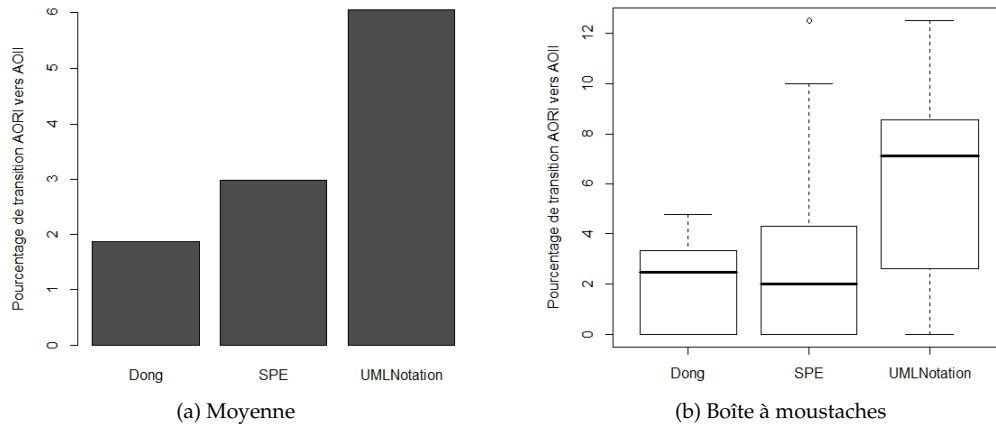 Pourcentage de transition AORI vers AOII
6
5
4
3
2
1
0
Dong SPE UMLNotation
(a) Moyenne
Pourcentage de transition AORI vers AOII
12
10
8
6
4
2
0
Dong SPE UMLNotation
(b) Boîte à moustaches